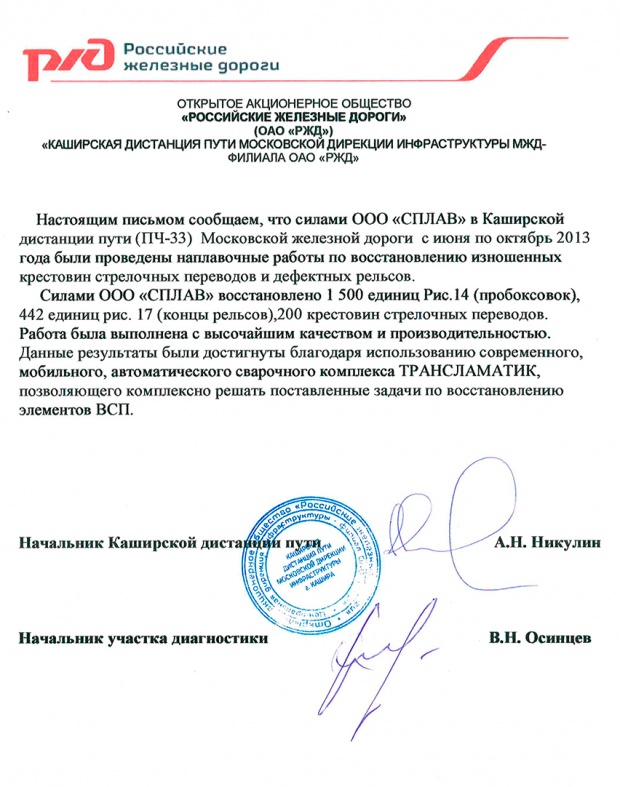 ржд Российские
железные дороги
ОТКРЫТОЕ АКЦИОНЕРНОЕ ОБЩЕСТВО
«РОССИЙСКИЕ ЖЕЛЕЗНЫЕ ДОРОГИ»
(ОАО «РЖД»)
«КАШИРСКАЯ ДИСТАНЦИЯ ПУТИ МОСКОВСКОЙ ДИРЕКЦИИ ИНФРАСТРУКТУРЫ МЖД-
ФИЛИАЛА ОАО «РЖД»
Настоящим письмом сообщаем, что силами ООО «СПЛАВ» в Каширской
дистанции пути (ПЧ-33) Московской железной дороги с июня по октябрь 2013
года были проведены наплавочные работы по восстановлению изношенных
крестовин стрелочных переводов и дефектных рельсов.
Силами ООО «СПЛАВ» восстановлено 1 500 единиц Рис.14 (пробоксовок),
442 единиц рис. 17 (концы рельсов),200 крестовин стрелочных переводов.
Работа была выполнена с высочайшим качеством и производительностью.
Данные результаты были достигнуты благодаря использованию современного,
мобильного, автоматического сварочного комплекса ТРАНСЛАМАТИК,
позволяющего комплексно решать поставленные задачи по восстановлению
элементов ВСП.
Начальник Каширской дистанции пути А.Н. Никулин
КАШИРСКАЯ
ДИСТАНЦИЯ ПУТИ
МОСКОВСКОЙ ДИРЕКЦИИ
ИНФРАСТРУКТУРЫ
г. КАШИРА
Начальник участка диагностики В.Н. Осинцев